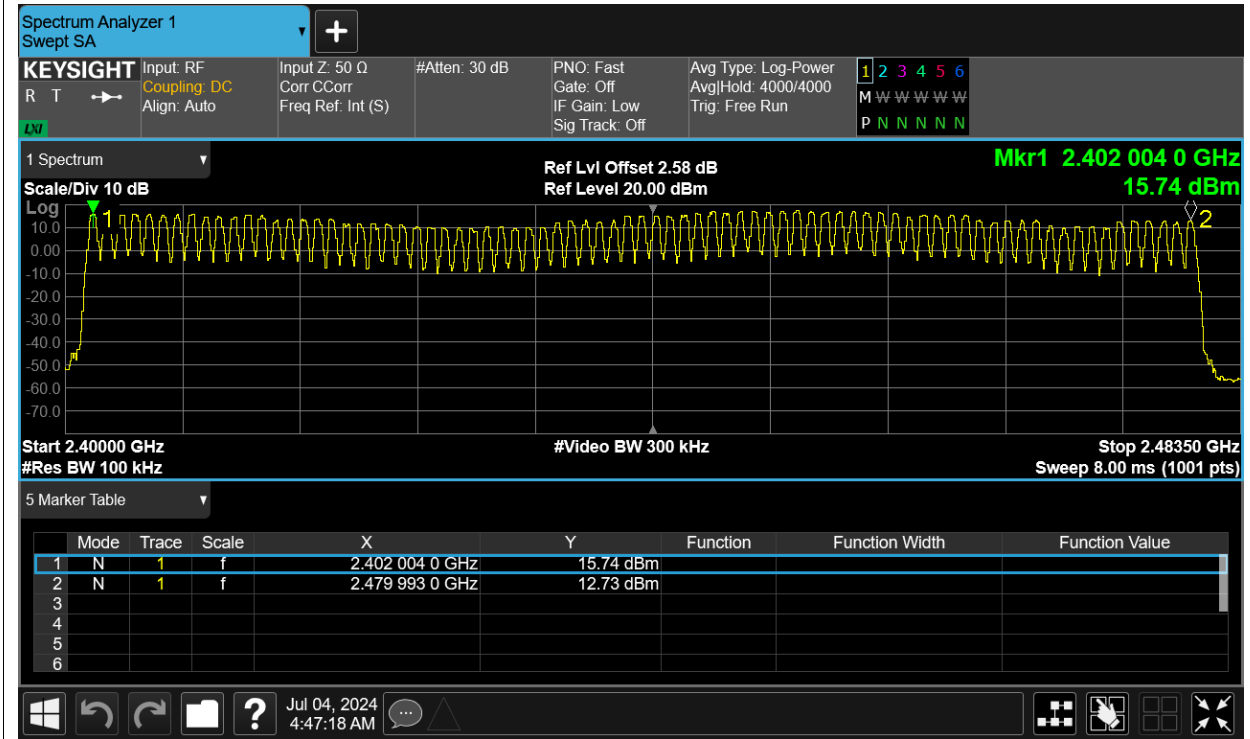 Spectrum Analyzer 1
Swept SA
+
KEYSIGHT Input: RF Input Z: 50 Ω #Atten: 30 dB PNO: Fast Avg Type: Log-Power 1 2 3 4 5 6
R T Coupling: DC Corr CCorr Gate: Off Avg|Hold: 4000/4000 M W W W W W
Align: Auto Freq Ref: Int (S) IF Gain: Low Trig: Free Run
LXI Sig Track: Off P N N N N N
1 Spectrum Ref Lvl Offset 2.58 dB Mkr1 2.402 004 0 GHz
Scale/Div 10 dB Ref Level 20.00 dBm 15.74 dBm
Log 1 2
10.0
0.00
-10.0
-20.0
-30.0
-40.0
-50.0
-60.0
-70.0
Start 2.40000 GHz #Video BW 300 kHz Stop 2.48350 GHz
#Res BW 100 kHz Sweep 8.00 ms (1001 pts)
5 Marker Table
Mode Trace Scale X Y Function Function Width Function Value
1 N 1 f 2.402 004 0 GHz 15.74 dBm
2 N 1 f 2.479 993 0 GHz 12.73 dBm
3
4
5
6
? Jul 04, 2024
4:47:18 AM